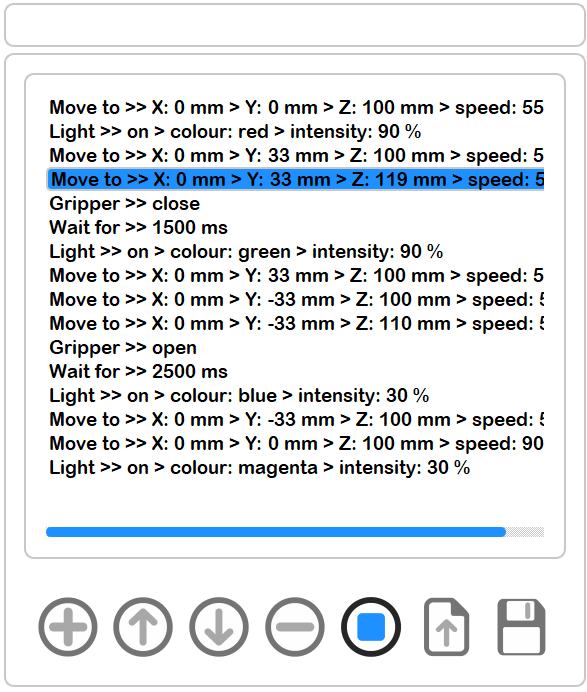 Move to >> X: 0 mm > Y: 0 mm > Z: 100 mm > speed: 55
Light >> on > colour: red > intensity: 90 %
Move to >> X: 0 mm > Y: 33 mm > Z: 100 mm > speed: 5
Move to >> X: 0 mm > Y: 33 mm > Z: 119 mm > speed: 5
Gripper >> close
Wait for >> 1500 ms
Light >> on > colour: green > intensity: 90 %
Move to >> X: 0 mm > Y: 33 mm > Z: 100 mm > speed: 5
Move to >> X: 0 mm > Y: -33 mm > Z: 100 mm > speed:
Move to >> X: 0 mm > Y: -33 mm > Z: 110 mm > speed:
Gripper >> open
Wait for >> 2500 ms
Light >> on > colour: blue > intensity: 30 %
Move to >> X: 0 mm > Y: -33 mm > Z: 100 mm > speed:
Move to >> X: 0 mm > Y: 0 mm > Z: 100 mm > speed: 90
Light >> on > colour: magenta > intensity: 30 %